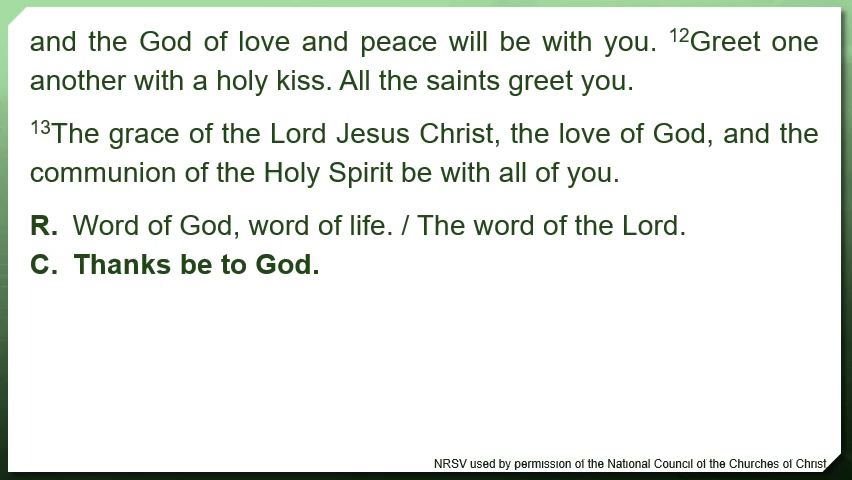 and the God of love and peace will be with you. ¹²Greet one
another with a holy kiss. All the saints greet you.
¹³The grace of the Lord Jesus Christ, the love of God, and the
communion of the Holy Spirit be with all of you.
R. Word of God, word of life. / The word of the Lord.
C. Thanks be to God.
NRSV used by permission of the National Council of the Churches of Christ